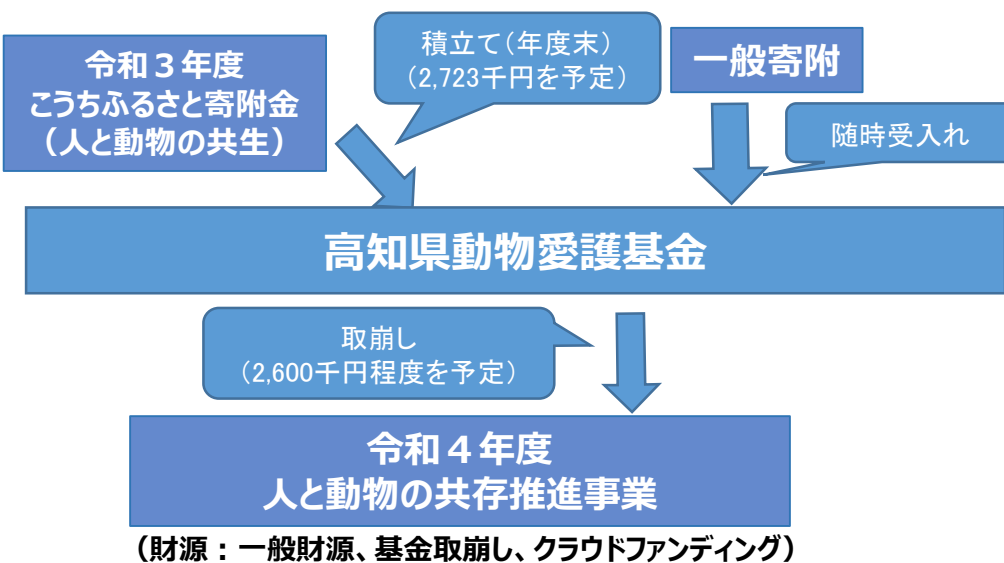 令和３年度
こうちふるさと寄附金
（人と動物の共生）
積立て（年度末）
（2,723千円を予定）
一般寄附
随時受入れ
高知県動物愛護基金
取崩し
（2,600千円程度を予定）
令和４年度
人と動物の共存推進事業
（財源：一般財源、基金取崩し、クラウドファンディング）